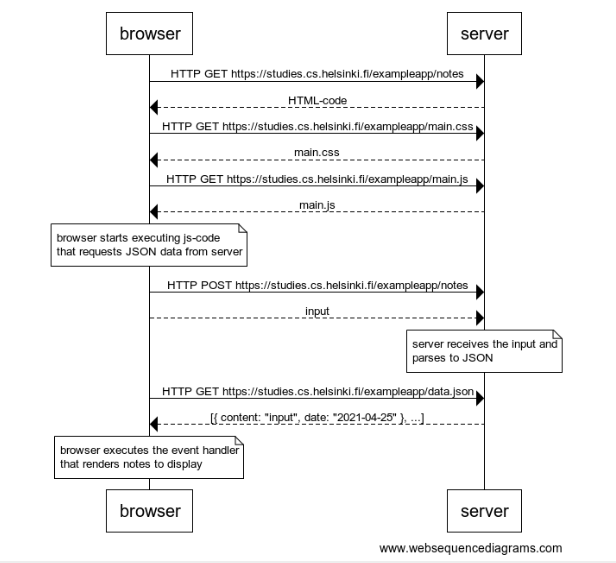 browser server
HTTP GET https://studies.cs.helsinki.fi/exampleapp/notes
HTML-code
HTTP GET https://studies.cs.helsinki.fi/exampleapp/main.css
main.css
HTTP GET https://studies.cs.helsinki.fi/exampleapp/main.js
main.js
browser starts executing js-code
that requests JSON data from server
HTTP POST https://studies.cs.helsinki.fi/exampleapp/notes
input
server receives the input and
parses to JSON
HTTP GET https://studies.cs.helsinki.fi/exampleapp/data.json
[{ content: "input", date: "2021-04-25" }, ...]
browser executes the event handler
that renders notes to display
browser server
www.websequencediagrams.com